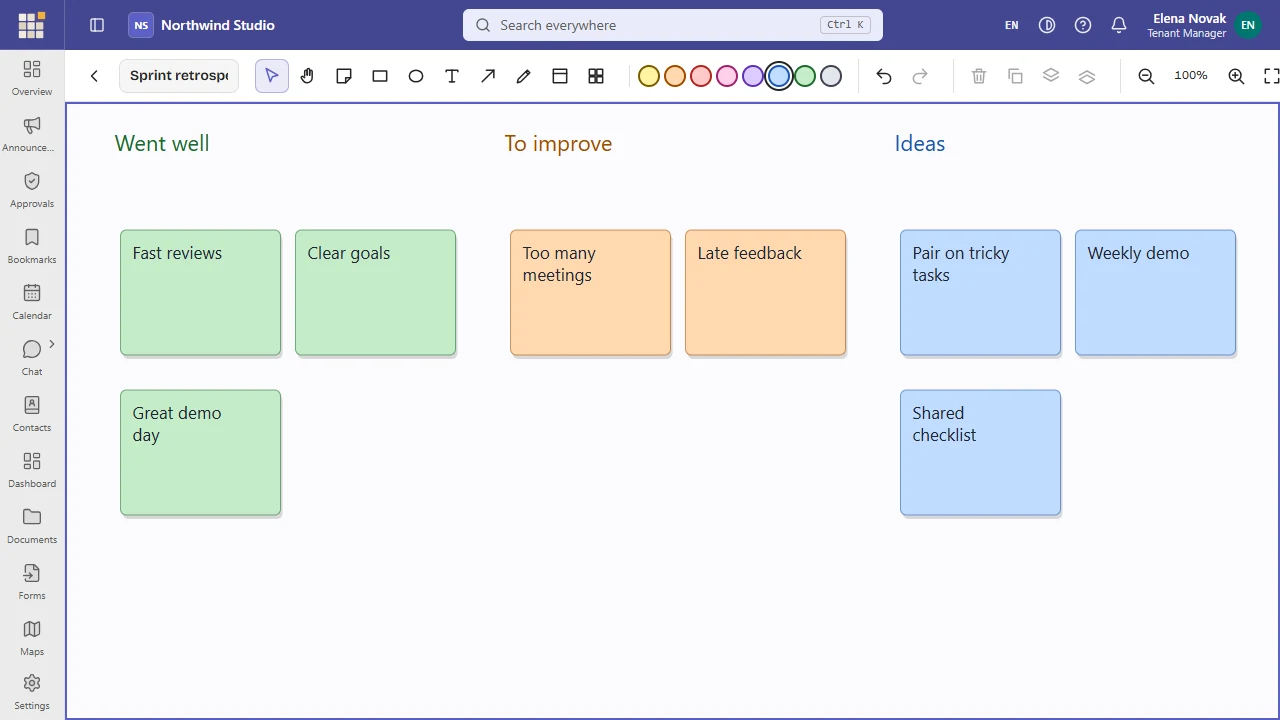 NS Northwind Studio
Search everywhere
Ctrl K
EN
Elena Novak
Tenant Manager
EN
Sprint retrospe
100%
Overview
Announce...
Approvals
Bookmarks
Calendar
Chat
Contacts
Dashboard
Documents
Forms
Maps
Settings
Went well
Fast reviews
Clear goals
Great demo
day
To improve
Too many
meetings
Late feedback
Ideas
Pair on tricky
tasks
Weekly demo
Shared
checklist